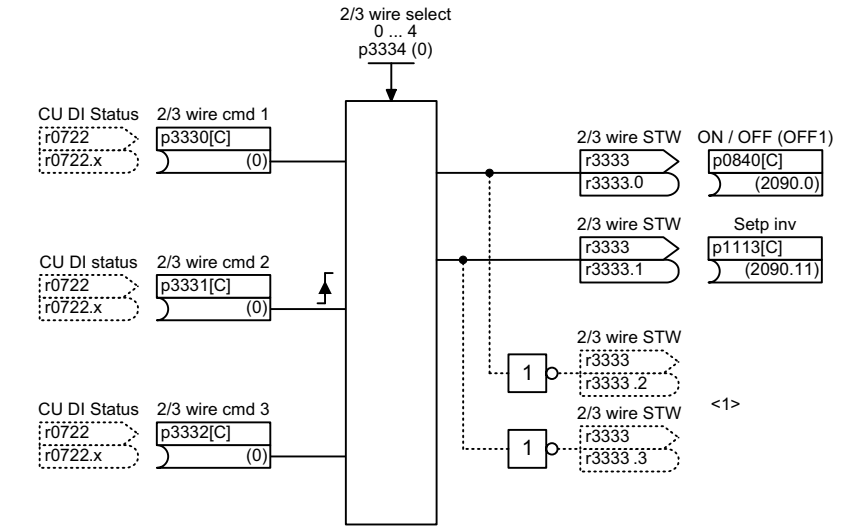 2/3 wire select
0 ... 4
p3334 (0)
CU DI Status 2/3 wire cmd 1
r0722 p3330[C]
r0722.x (0)
2/3 wire STW ON / OFF (OFF1)
r3333 p0840[C]
r3333.0 (2090.0)
2/3 wire STW Setp inv
r3333 p1113[C]
r3333.1 (2090.11)
CU DI status 2/3 wire cmd 2
r0722 p3331[C]
r0722.x (0)
2/3 wire STW
r3333
1 r3333 .2
<1>
CU DI Status 2/3 wire cmd 3
r0722 p3332[C]
r0722.x (0)
2/3 wire STW
r3333
1 r3333 .3